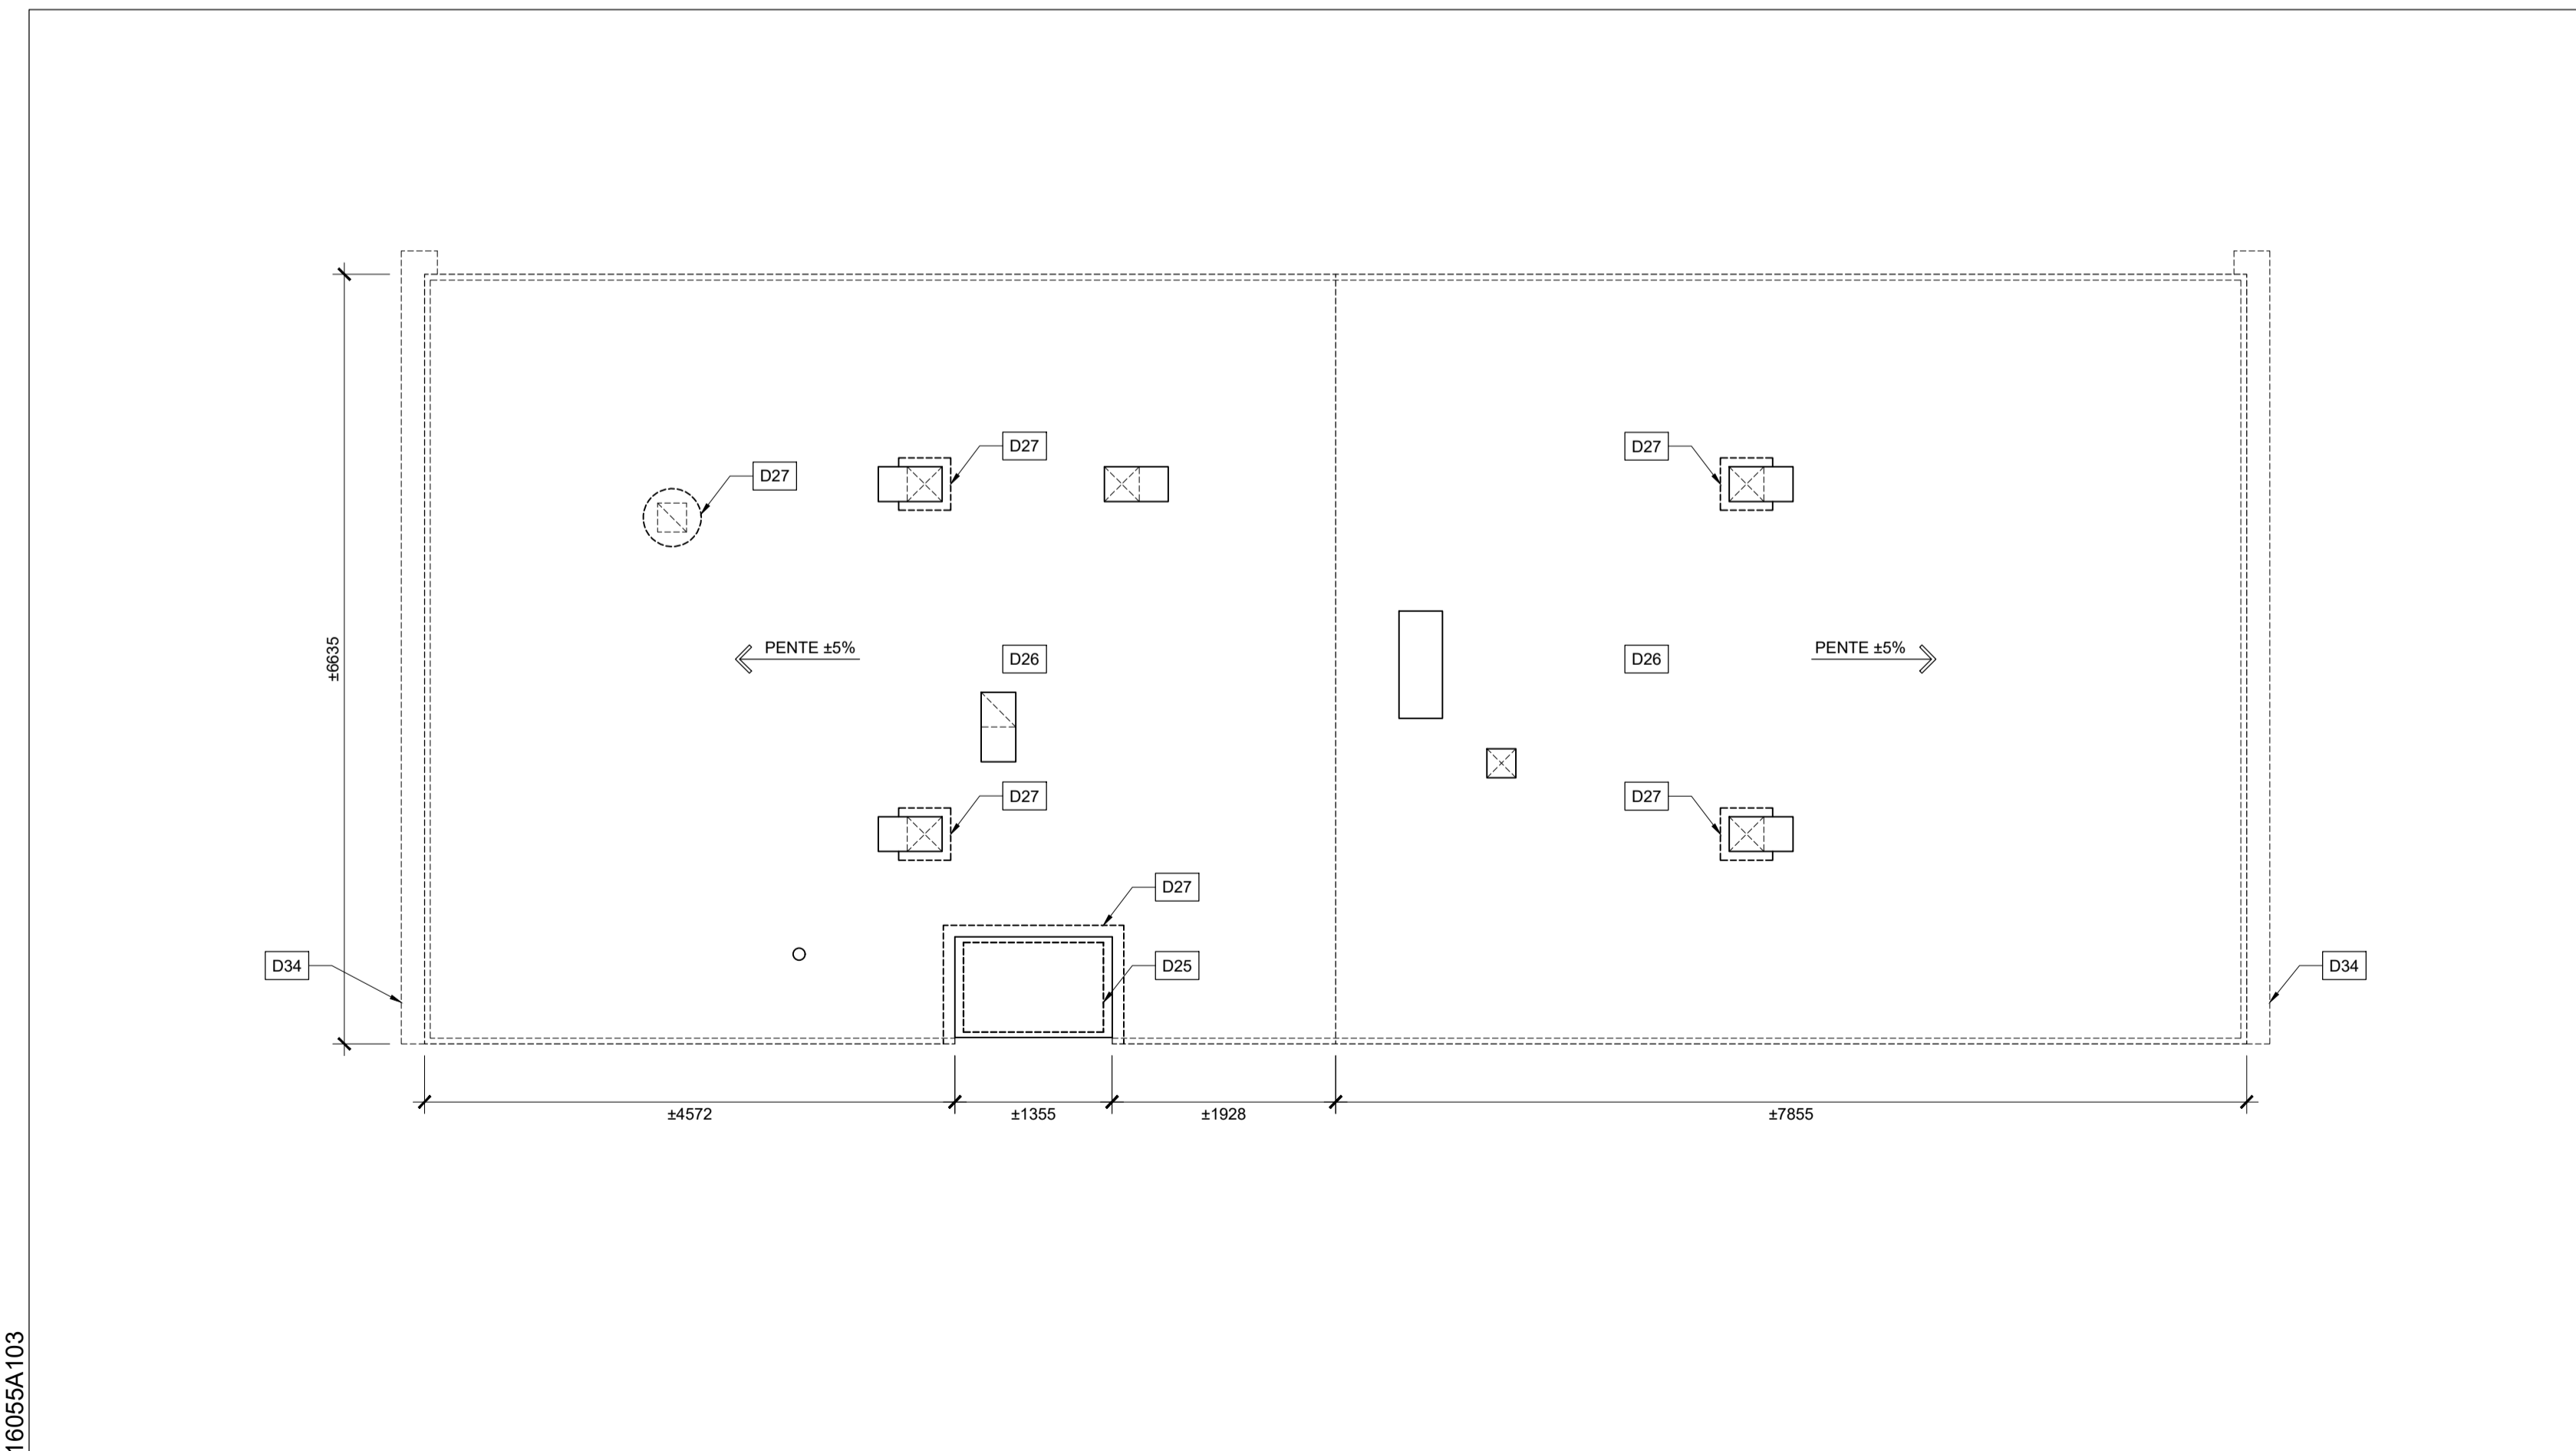 D27
D27
D27
±6635
PENTE ±5%
D26
D26
PENTE ±5%
D27
D27
D27
D34
D25
D34
±4572
±1355
±1928
±7855
16055A103